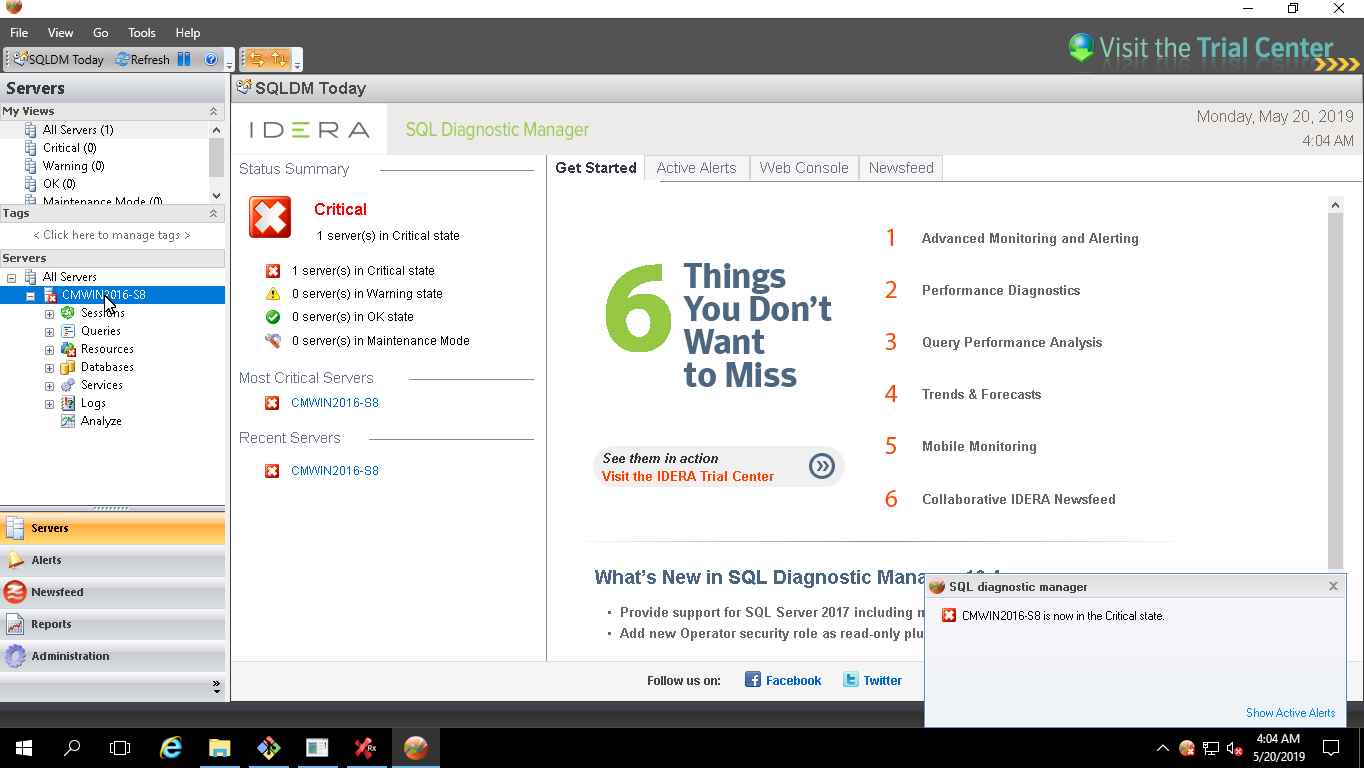 File View Go Tools Help
Visit the Trial Center
SQLDM Today Refresh
Servers
My Views
All Servers (1)
Critical (0)
Warning (0)
OK (0)
Maintenance Mode (0)
Tags
< Click here to manage tags >
Servers
All Servers
CMWIN2016-S8
Sessions
Queries
Resources
Databases
Services
Logs
Analyze
Servers
Alerts
Newsfeed
Reports
Administration
SQLDM Today
IDERA SQL Diagnostic Manager
Monday, May 20, 2019
4:04 AM
Status Summary
Critical
1 server(s) in Critical state
1 server(s) in Critical state
0 server(s) in Warning state
0 server(s) in OK state
0 server(s) in Maintenance Mode
Most Critical Servers
CMWIN2016-S8
Recent Servers
CMWIN2016-S8
Get Started Active Alerts Web Console Newsfeed
6 Things
You Don't
Want
to Miss
See them in action
Visit the IDERA Trial Center
1 Advanced Monitoring and Alerting
2 Performance Diagnostics
3 Query Performance Analysis
4 Trends & Forecasts
5 Mobile Monitoring
6 Collaborative IDERA Newsfeed
What's New in SQL Diagnostic
• Provide support for SQL Server 2017 including
• Add new Operator security role as read-only
Follow us on: Facebook Twitter
SQL diagnostic manager
CMWIN2016-S8 is now in the Critical state.
Show Active Alerts
Rx
4:04 AM
5/20/2019